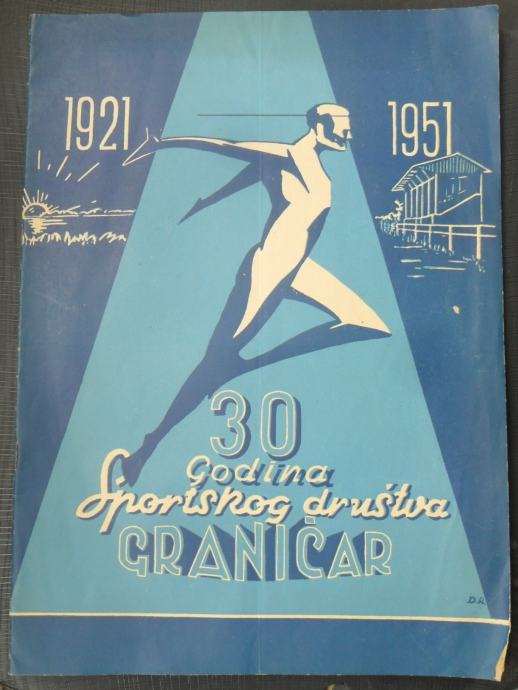 1921
1951
30
Godina
Sportskog društva
GRANIČAR